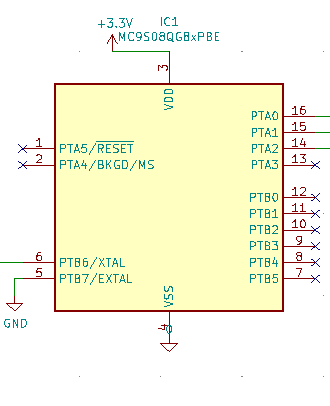 +3.3V
IC1
MC9S08QG8xPBE
3
VDD
PTA0 16
PTA1 15
1 PTA5/RESET PTA2 14
2 PTA4/BKGD/MS PTA3 13
PTB0 12
PTB1 11
PTB2 10
PTB3 9
6 PTB6/XTAL PTB4 8
5 PTB7/EXTAL PTB5 7
VSS
4
GND